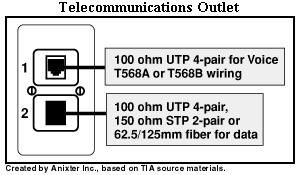 Telecommunications Outlet
1
100 ohm UTP 4-pair for Voice
T568A or T568B wiring
2
100 ohm UTP 4-pair,
150 ohm STP 2-pair or
62.5/125mm fiber for data
Created by Anixter Inc., based on TIA source materials.